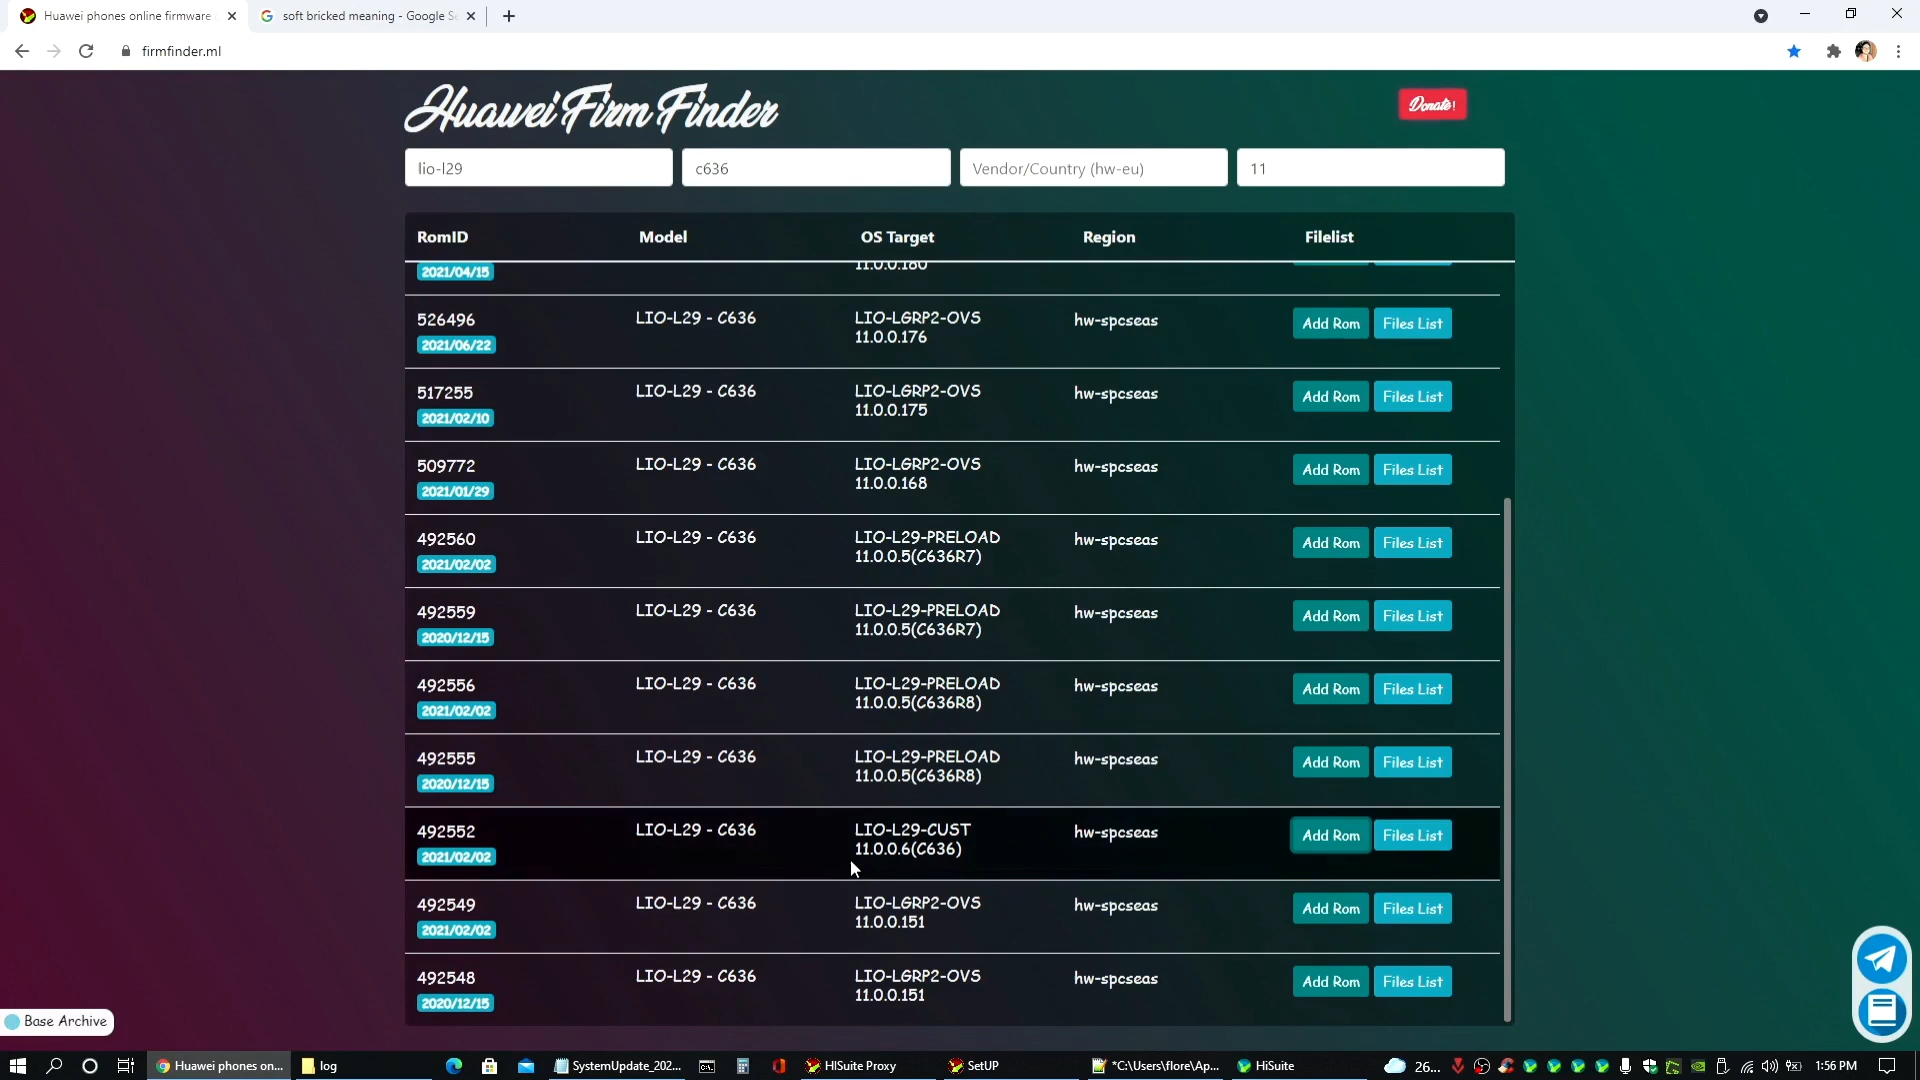 Huawei phones online firmware
soft bricked meaning - Google Se
firmfinder.ml
Huawei Firm Finder
Donate!
lio-l29
c636
Vendor/Country (hw-eu)
11
RomID
Model
OS Target
Region
Filelist
2021/04/15
11.0.0.180
526496
2021/06/22
LIO-L29 - C636
LIO-LGRP2-OVS
11.0.0.176
hw-spcseas
Add Rom
Files List
517255
2021/02/10
LIO-L29 - C636
LIO-LGRP2-OVS
11.0.0.175
hw-spcseas
Add Rom
Files List
509772
2021/01/29
LIO-L29 - C636
LIO-LGRP2-OVS
11.0.0.168
hw-spcseas
Add Rom
Files List
492560
2021/02/02
LIO-L29 - C636
LIO-L29-PRELOAD
11.0.0.5(C636R7)
hw-spcseas
Add Rom
Files List
492559
2020/12/15
LIO-L29 - C636
LIO-L29-PRELOAD
11.0.0.5(C636R7)
hw-spcseas
Add Rom
Files List
492556
2021/02/02
LIO-L29 - C636
LIO-L29-PRELOAD
11.0.0.5(C636R8)
hw-spcseas
Add Rom
Files List
492555
2020/12/15
LIO-L29 - C636
LIO-L29-PRELOAD
11.0.0.5(C636R8)
hw-spcseas
Add Rom
Files List
492552
2021/02/02
LIO-L29 - C636
LIO-L29-CUST
11.0.0.6(C636)
hw-spcseas
Add Rom
Files List
492549
2021/02/02
LIO-L29 - C636
LIO-LGRP2-OVS
11.0.0.151
hw-spcseas
Add Rom
Files List
492548
2020/12/15
LIO-L29 - C636
LIO-LGRP2-OVS
11.0.0.151
hw-spcseas
Add Rom
Files List
Base Archive
Huawei phones on...
log
SystemUpdate_202...
HISuite Proxy
SetUP
*C:\Users\flore\Ap...
HiSuite
26...
1:56 PM